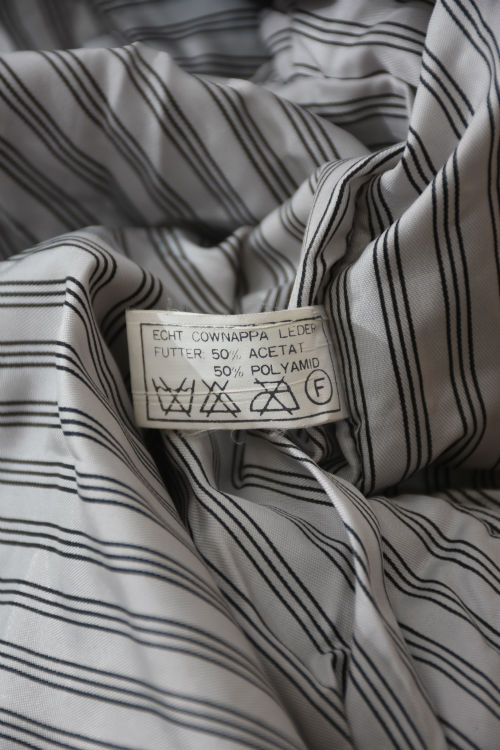 ECHT COWNAPPA LEDER
FUTTER: 50% ACETAT
50% POLYAMID
F